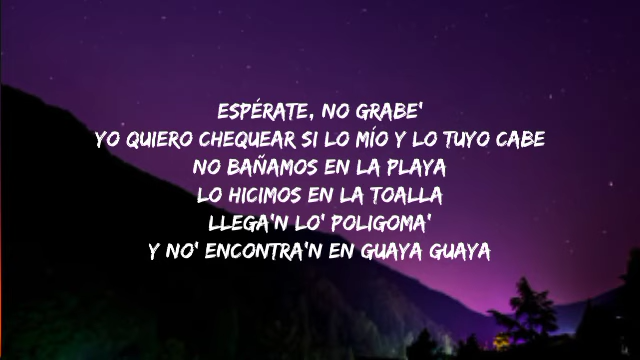 ESPÉRATE, NO GRABE'
YO QUIERO CHEQUEAR SI LO MÍO Y LO TUYO CABE
NO BAÑAMOS EN LA PLAYA
LO HICIMOS EN LA TOALLA
LLEGA'N LO' POLIGOMA'
Y NO' ENCONTRA'N EN GUAYA GUAYA